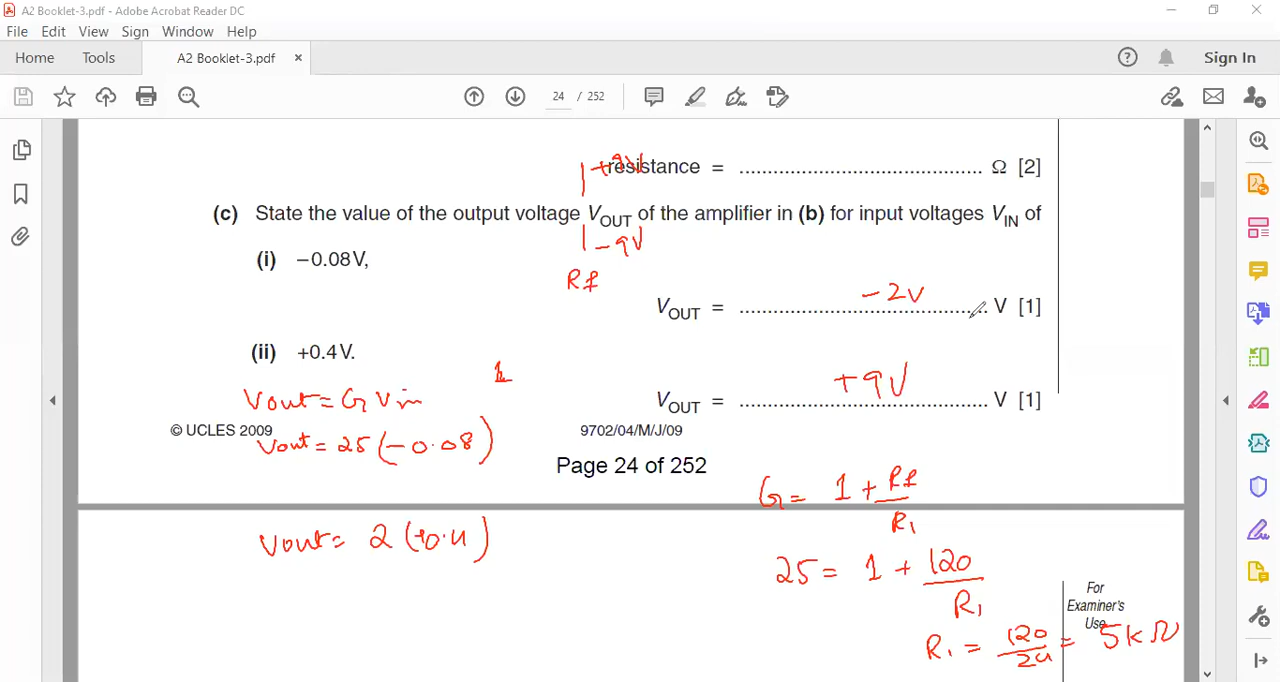 A2 Booklet-3.pdf - Adobe Acrobat Reader DC
File Edit View Sign Window Help
Home Tools A2 Booklet-3.pdf × Sign In
24 / 252
+9V
resistance = .......................................... Ω [2]
(c) State the value of the output voltage VOUT of the amplifier in (b) for input voltages VIN of
-9V
(i) −0.08V,
Rf
-2V
VOUT = .......................................... V [1]
(ii) +0.4V.
+9V
VOUT = .......................................... V [1]
Vout = G Vin
© UCLES 2009 9702/04/M/J/09
Vout = 25 (-0.08)
Page 24 of 252
G = 1 + Rf/R1
Vout = 2 (+0.4)
25 = 1 + 120/R1
For
Examiner's
Use
R1 = 120/24 = 5kΩ